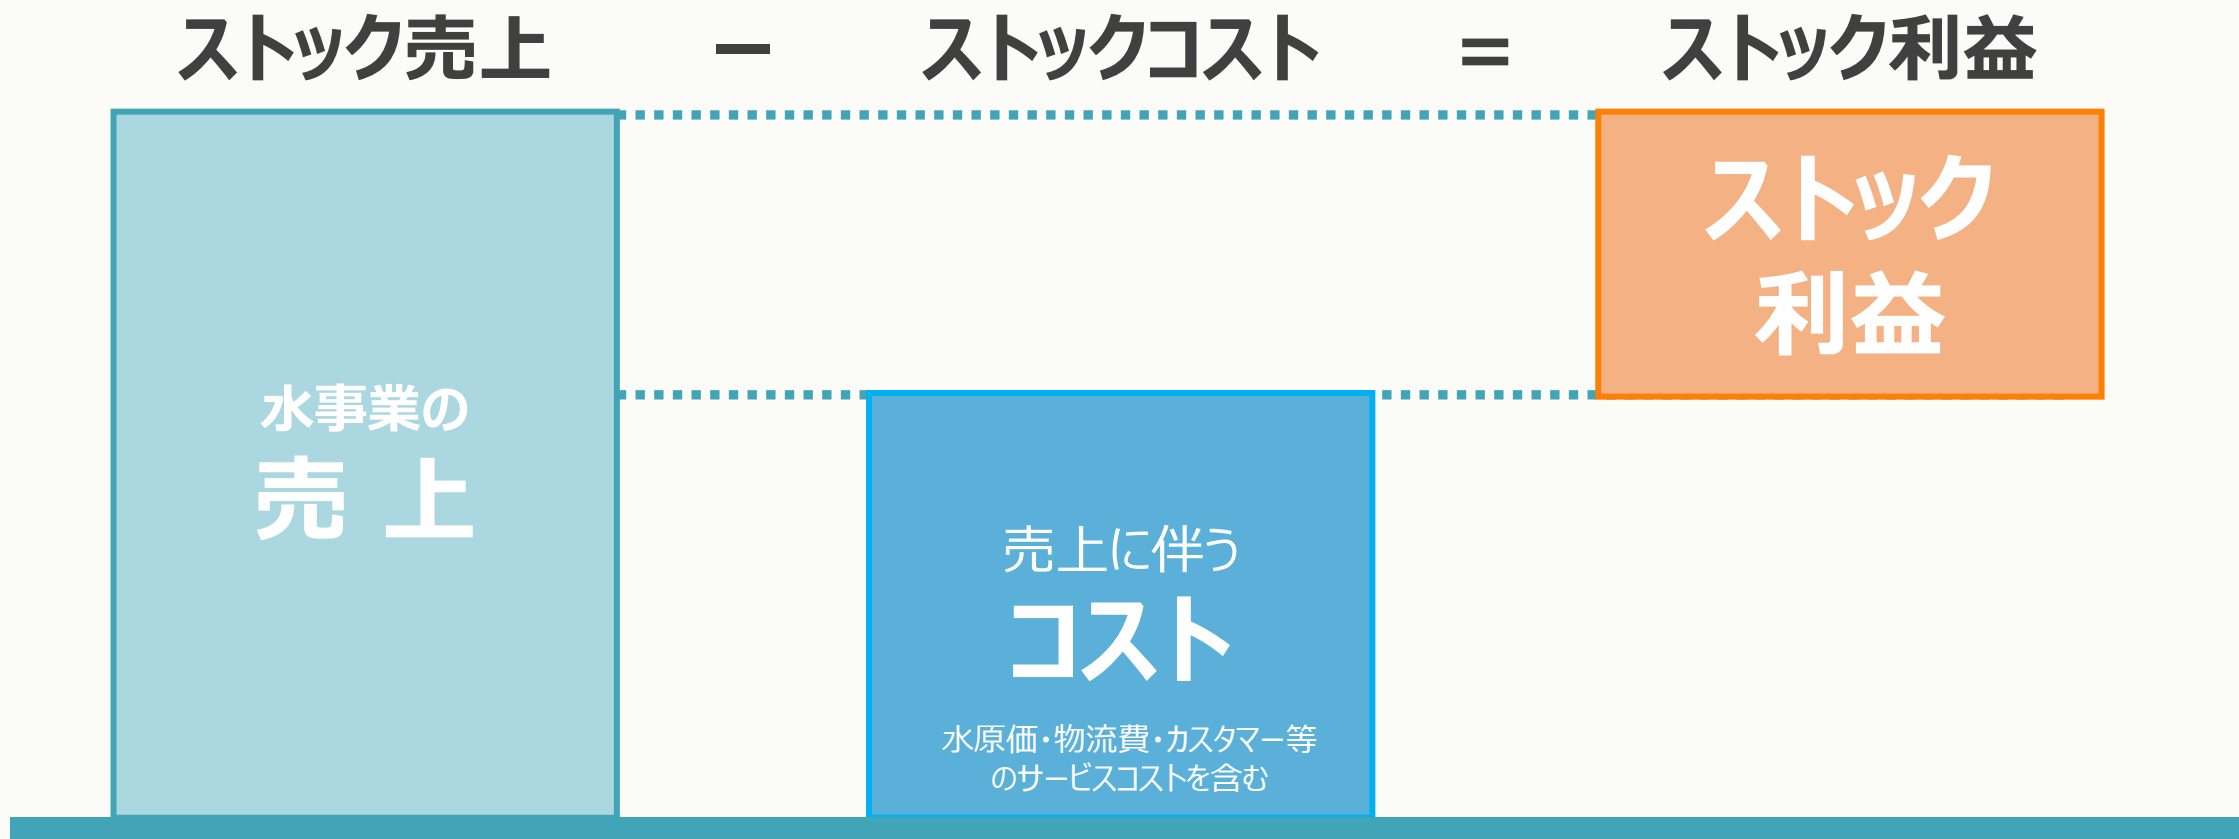 ストック売上 － ストックコスト ＝ ストック利益
水事業の
売 上
売上に伴う
コスト
水原価・物流費・カスタマー等
のサービスコストを含む
ストック
利益